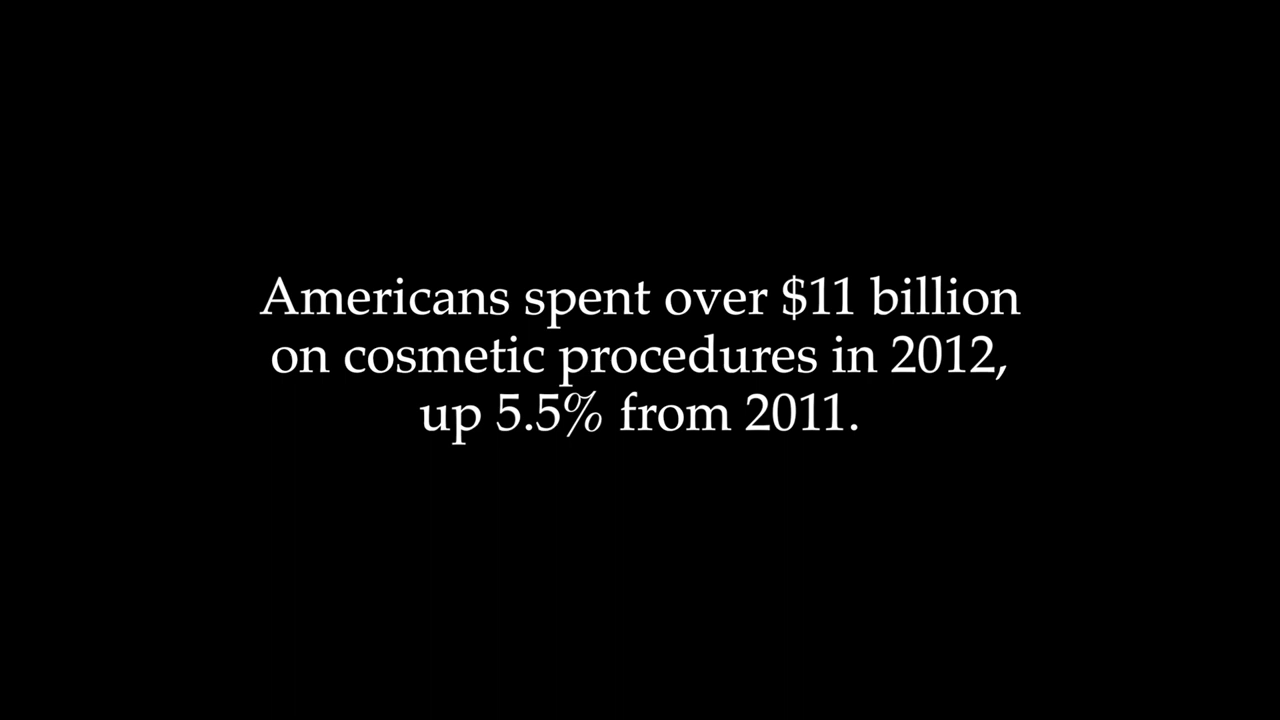 Americans spent over $11 billion
on cosmetic procedures in 2012,
up 5.5% from 2011.